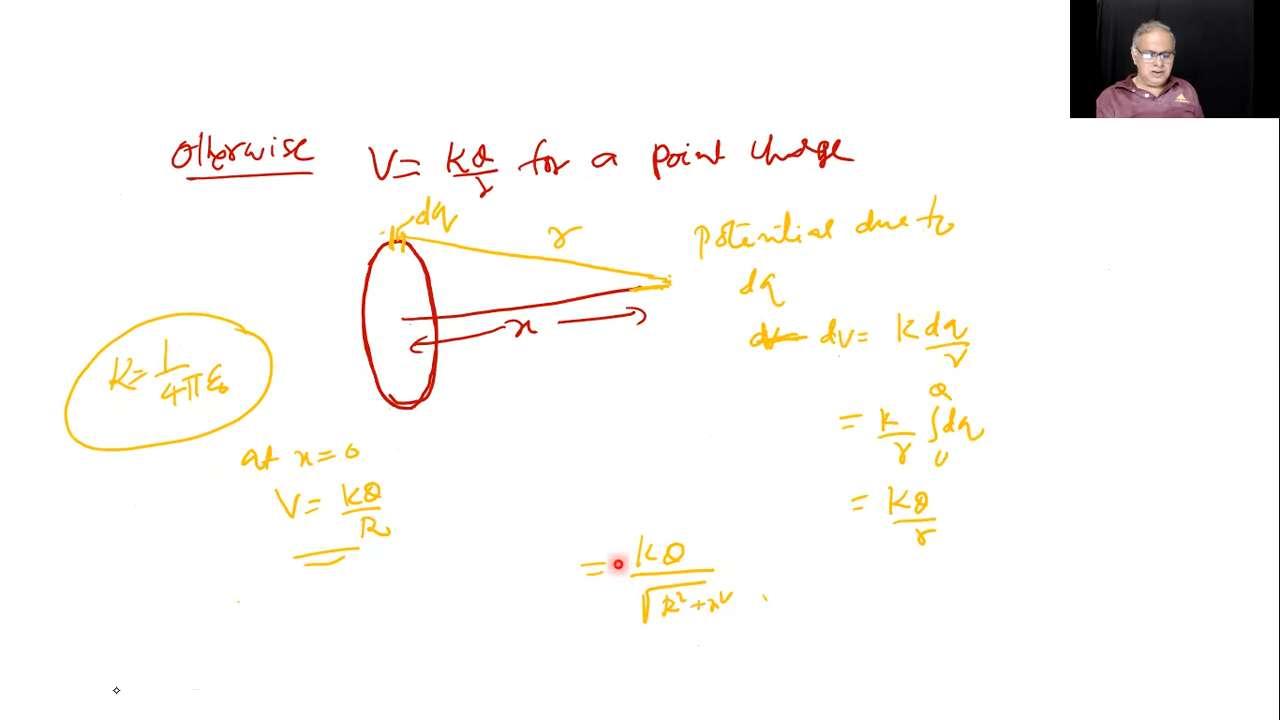 Otherwise V = KQ/r for a point charge
dq
r
potential due to
dq
x
dV = K dq/r
K = 1/4πε₀
= k/r ∫₀^Q dq
at x = 0
V = KQ/R
= KQ/r
= KQ/√(R² + x²)